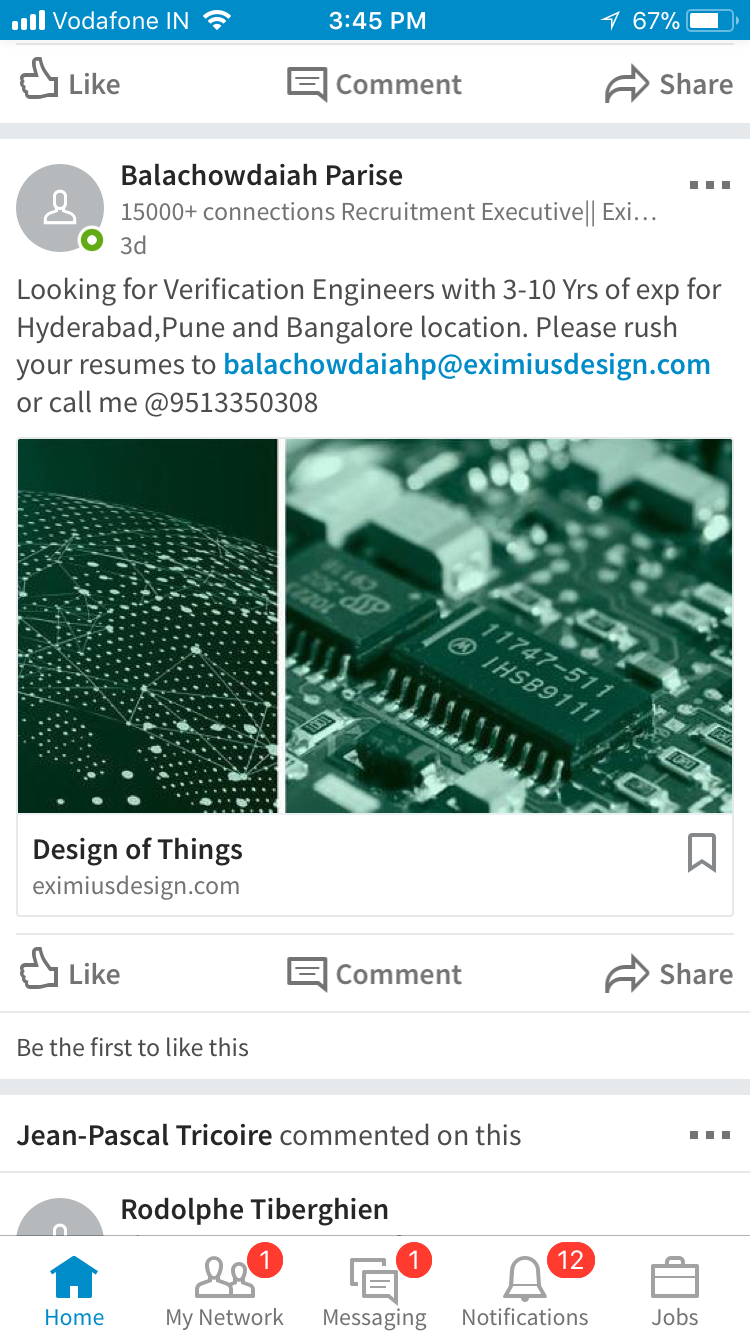 Vodafone IN 3:45 PM 67%
Like Comment Share
Balachowdaiah Parise
15000+ connections Recruitment Executive|| Exi...
3d
Looking for Verification Engineers with 3-10 Yrs of exp for
Hyderabad,Pune and Bangalore location. Please rush
your resumes to balachowdaiahp@eximiusdesign.com
or call me @9513350308
11747-511
IHSB9111
Design of Things
eximiusdesign.com
Like Comment Share
Be the first to like this
Jean-Pascal Tricoire commented on this
Rodolphe Tiberghien
1 1 12
Home My Network Messaging Notifications Jobs